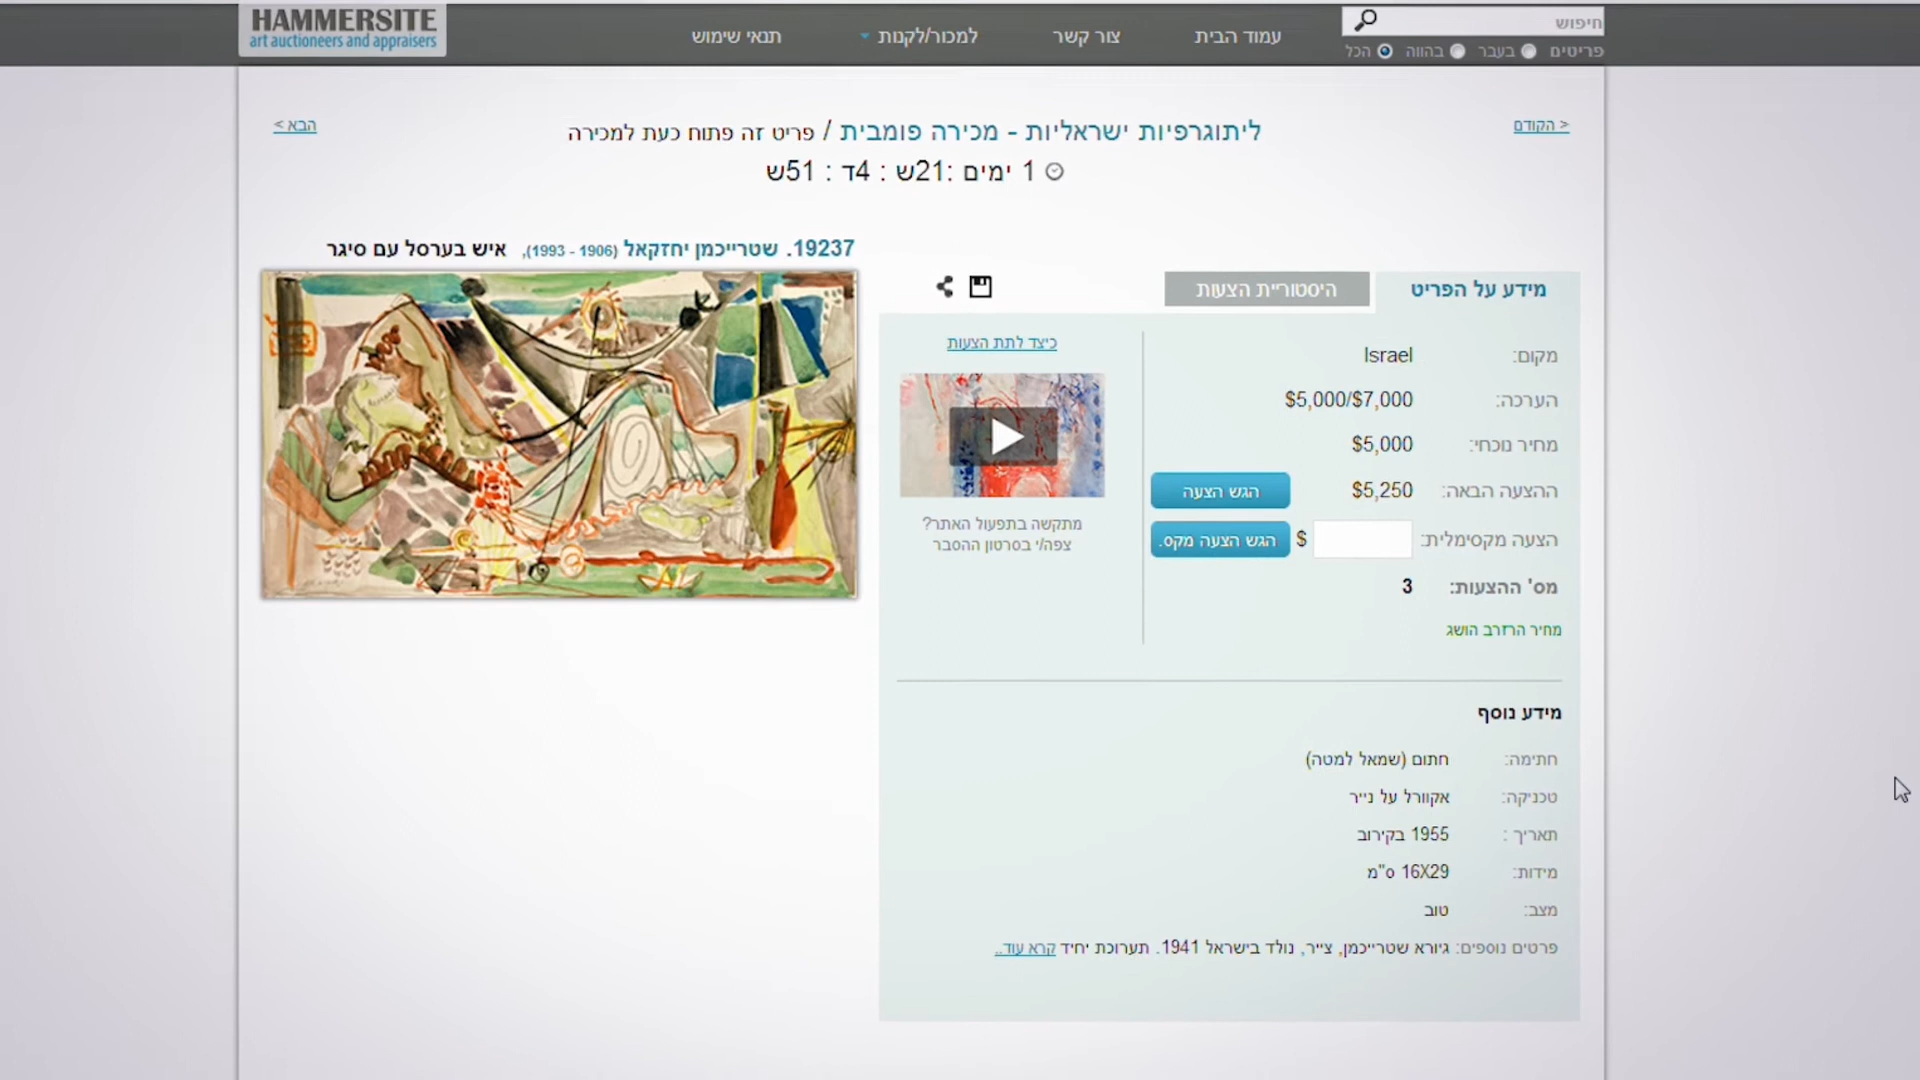 HAMMERSITE
art auctioneers and appraisers
חיפוש
פריטים בעבר בהווה הכל
עמוד הבית
צור קשר
למכור/לקנות
תנאי שימוש
< הקודם
הבא >
ליתוגרפיות ישראליות - מכירה פומבית / פריט זה פתוח כעת למכירה
1 ימים :21ש : 4ד : 51ש
19237. שטרייכמן יחזקאל (1906 - 1993), איש בערסל עם סיגר
מידע על הפריט
היסטוריית הצעות
מקום: Israel
הערכה: $5,000/$7,000
מחיר נוכחי: $5,000
ההצעה הבאה: $5,250 הגש הצעה
הצעה מקסימלית: $ הגש הצעה מקס.
מס' ההצעות: 3
מחיר הרזרב הושג
כיצד לתת הצעות
מתקשה בתפעול האתר?
צפה/י בסרטון ההסבר
מידע נוסף
חתימה: חתום (שמאל למטה)
טכניקה: אקוורל על נייר
תאריך : 1955 בקירוב
מידות: 16X29 ס"מ
מצב: טוב
פרטים נוספים: גיורא שטרייכמן, צייר, נולד בישראל 1941. תערוכת יחיד קרא עוד..